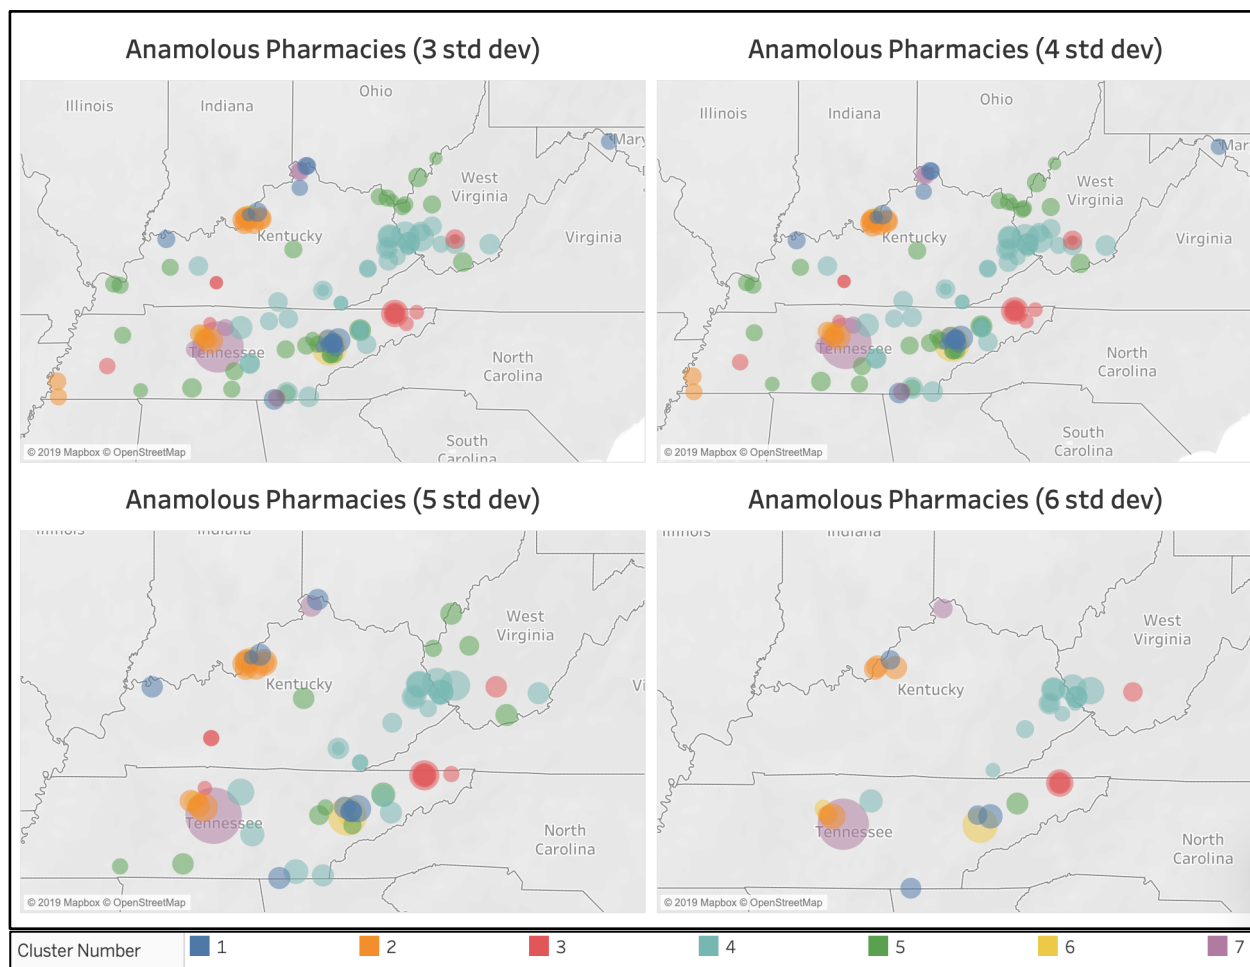 Anamolous Pharmacies (3 std dev)
Anamolous Pharmacies (4 std dev)
Illinois
Indiana
Ohio
Mary
West
Virginia
Kentucky
Virginia
Tennessee
North
Carolina
South
Carolina
© 2019 Mapbox © OpenStreetMap
Illinois
Indiana
Ohio
Mar
West
Virginia
Kentucky
Virginia
Tennessee
North
Carolina
South
Carolina
© 2019 Mapbox © OpenStreetMap
Anamolous Pharmacies (5 std dev)
Anamolous Pharmacies (6 std dev)
Illinois
Indiana
West
Virginia
Kentucky
Vi
Tennessee
North
Carolina
© 2019 Mapbox © OpenStreetMap
Illinois
Indiana
West
Virginia
Kentucky
Tennessee
North
Carolina
© 2019 Mapbox © OpenStreetMap
Cluster Number 1 2 3 4 5 6 7